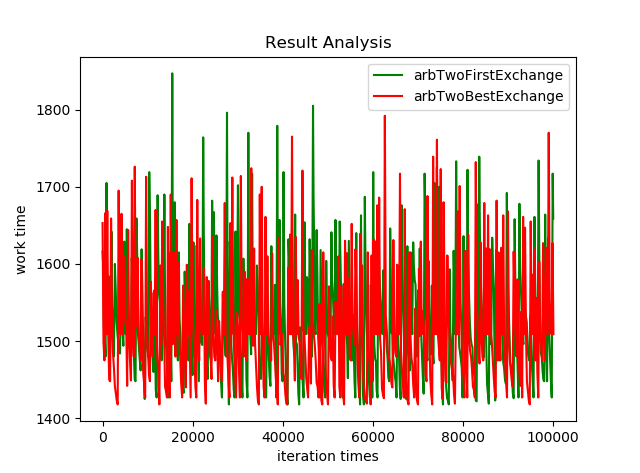 Result Analysis
arbTwoFirstExchange
arbTwoBestExchange
work time
1800
1700
1600
1500
1400
0 20000 40000 60000 80000 100000
iteration times